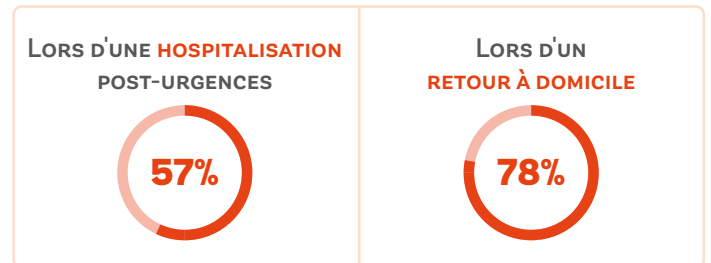 Lors d'une hospitalisation
post-urgences
57%
Lors d'un
retour à domicile
78%